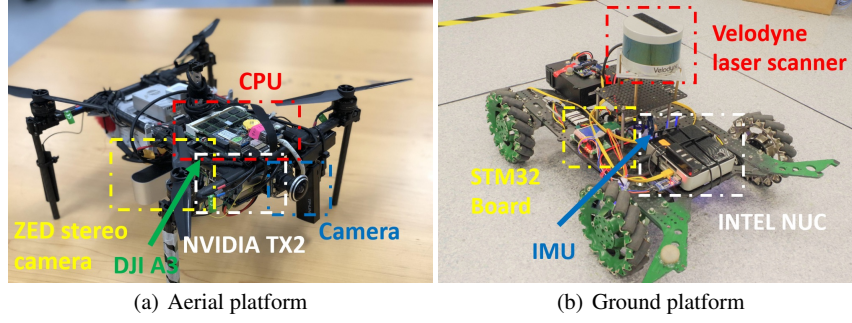 CPU
ZED stereo
camera
DJI A3
NVIDIA TX2
Camera
(a) Aerial platform
Velodyne
laser scanner
Velodyne
STM32
Board
IMU
INTEL NUC
(b) Ground platform